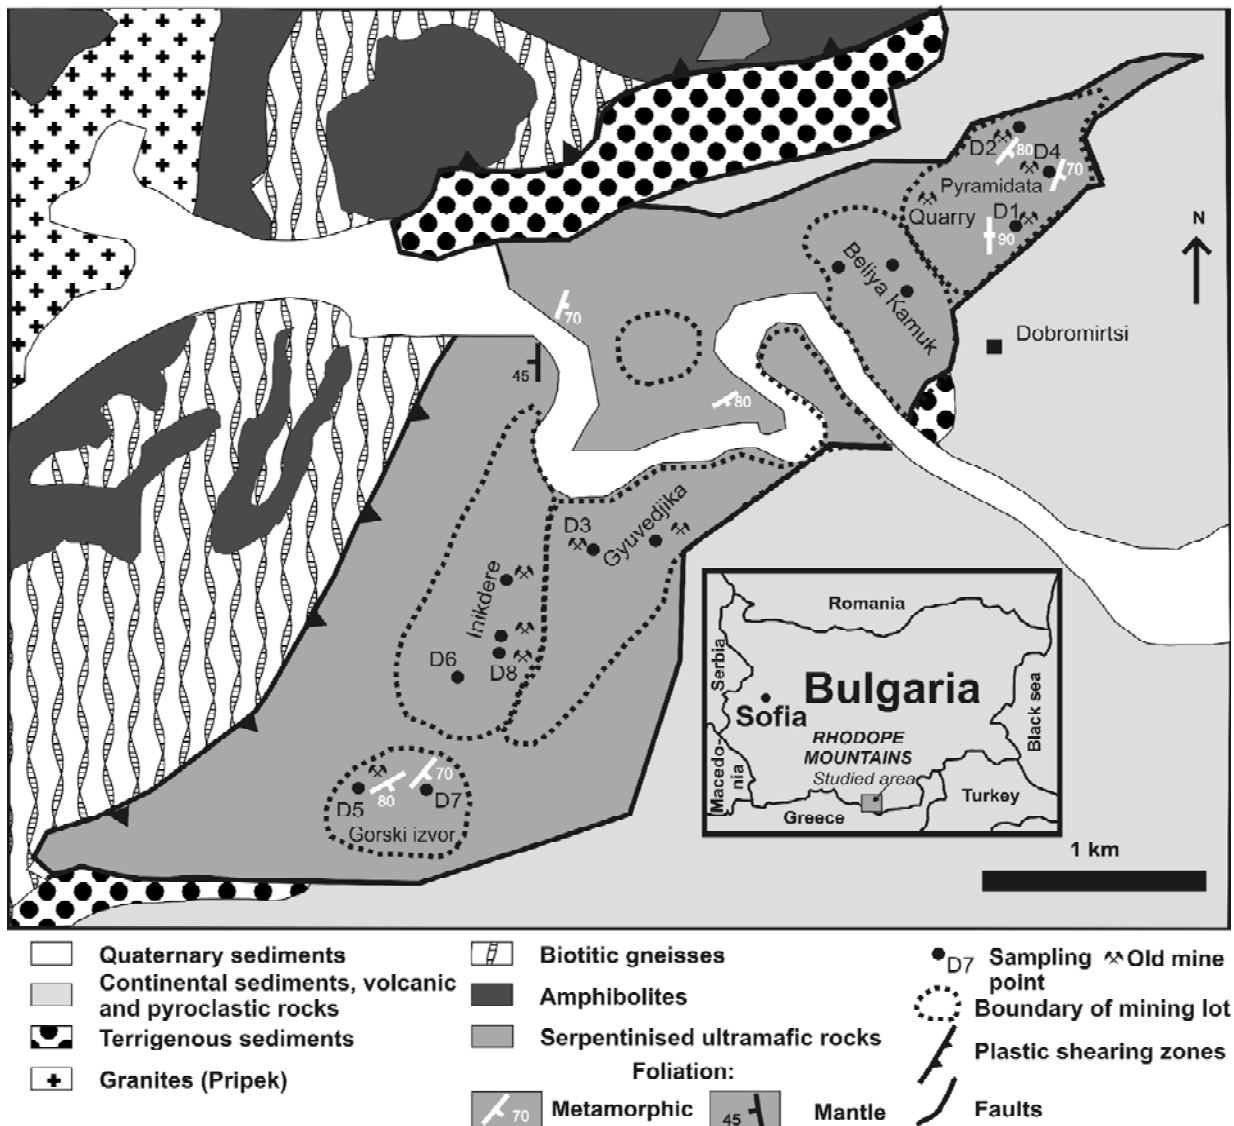 D2
80
D4
70
Pyramidata
Quarry
D1
90
N
Beliya Kamuk
70
Dobromirtsi
45
80
D3
Gyuvedjika
Inikdere
D6
D8
D5
80
70
D7
Gorski izvor
Romania
Serbia
Bulgaria
Sofia
Black sea
RHODOPE
MOUNTAINS
Studied area
Macedo-
nia
Turkey
Greece
1 km
Quaternary sediments
Continental sediments, volcanic
and pyroclastic rocks
Terrigenous sediments
Granites (Pripek)
Biotitic gneisses
Amphibolites
Serpentinised ultramafic rocks
Foliation:
70
Metamorphic
45
Mantle
D7
Sampling
point
Old mine
Boundary of mining lot
Plastic shearing zones
Faults